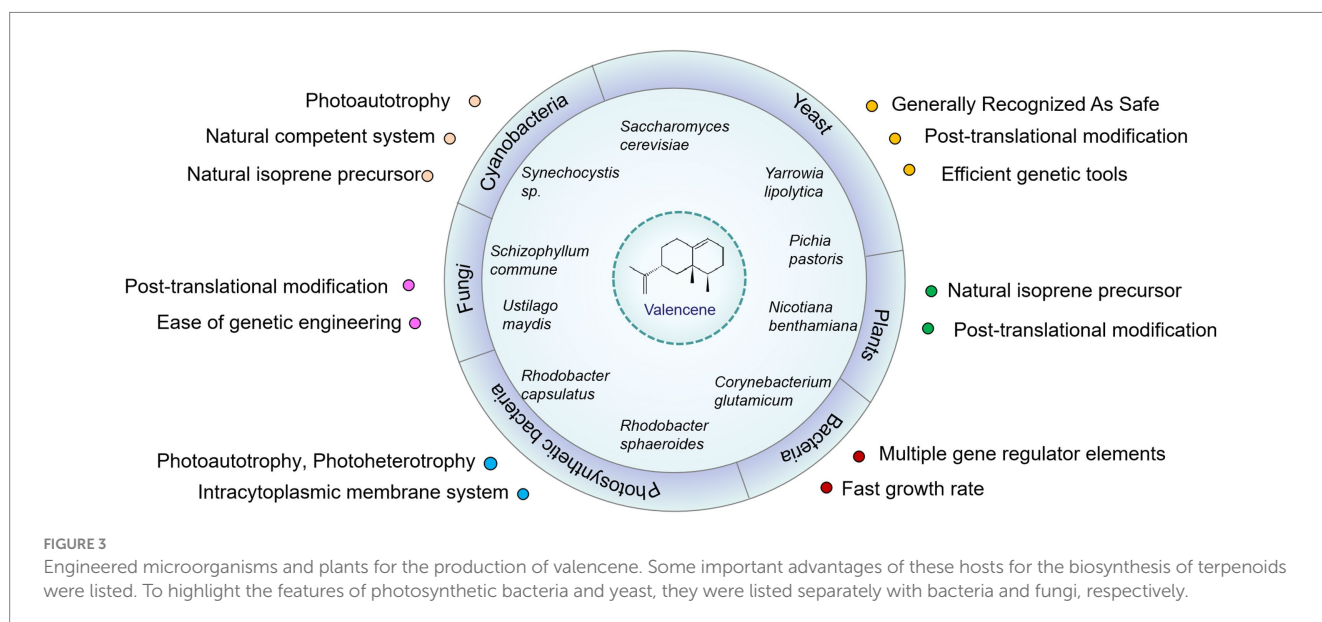 Photoautotrophy
Natural competent system
Natural isoprene precursor
Post-translational modification
Ease of genetic engineering
Photoautotrophy, Photoheterotrophy
Intracytoplasmic membrane system
Cyanobacteria
Fungi
Photosynthetic bacteria
Yeast
Plants
Bacteria
Saccharomyces
cerevisiae
Synechocystis
sp.
Yarrowia
lipolytica
Schizophyllum
commune
Pichia
pastoris
Ustilago
maydis
Valencene
Nicotiana
benthamiana
Rhodobacter
capsulatus
Corynebacterium
glutamicum
Rhodobacter
sphaeroides
Generally Recognized As Safe
Post-translational modification
Efficient genetic tools
Natural isoprene precursor
Post-translational modification
Multiple gene regulator elements
Fast growth rate
FIGURE 3
Engineered microorganisms and plants for the production of valencene. Some important advantages of these hosts for the biosynthesis of terpenoids
were listed. To highlight the features of photosynthetic bacteria and yeast, they were listed separately with bacteria and fungi, respectively.